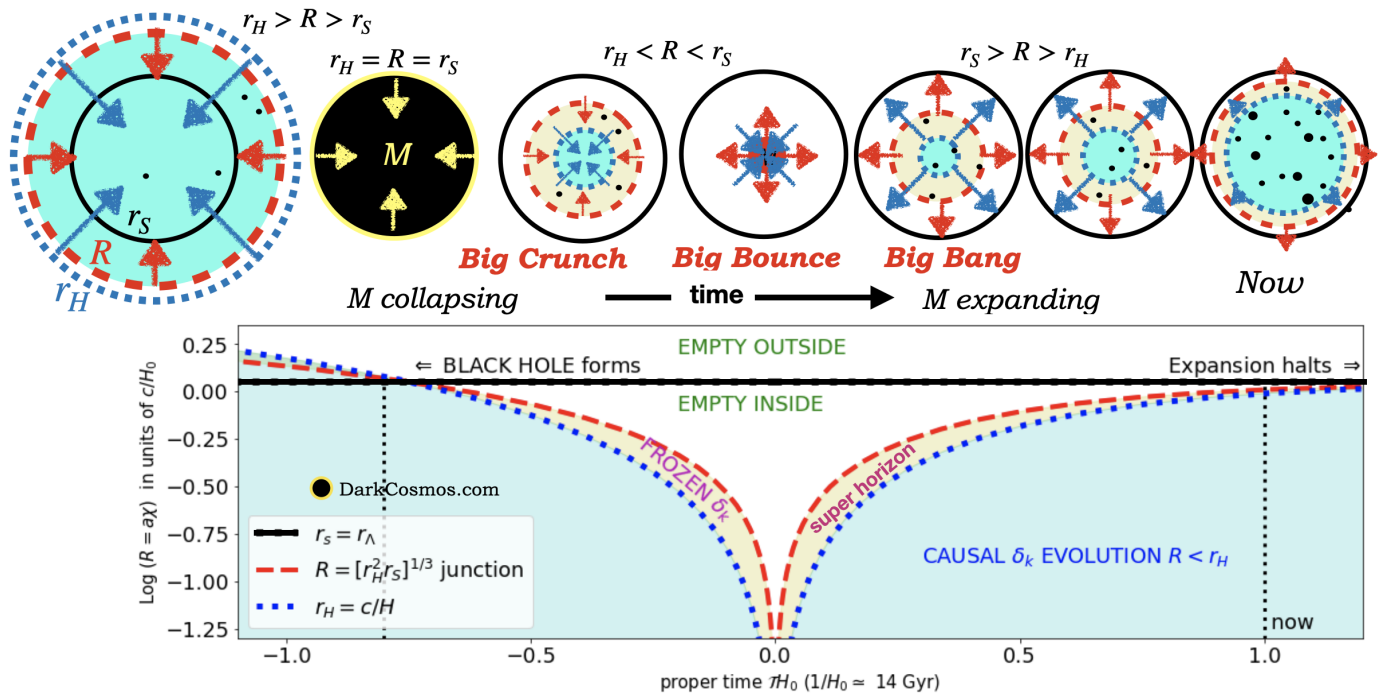 r_H > R > r_S
r_H = R = r_S
r_H < R < r_S
r_S > R > r_H
M
r_S
R
r_H
Big Crunch
Big Bounce
Big Bang
Now
M collapsing
time
M expanding
0.25
0.00
−0.25
−0.50
−0.75
−1.00
−1.25
Log (R = aχ) in units of c/H₀
EMPTY OUTSIDE
⇐ BLACK HOLE forms
Expansion halts ⇒
EMPTY INSIDE
FROZEN δ_k
super horizon
DarkCosmos.com
r_s = r_Λ
R = [r_H^2 r_S]^{1/3} junction
r_H = c/H
CAUSAL δ_k EVOLUTION R < r_H
now
−1.0
−0.5
0.0
0.5
1.0
proper time 𝒯H₀ (1/H₀ ≃ 14 Gyr)